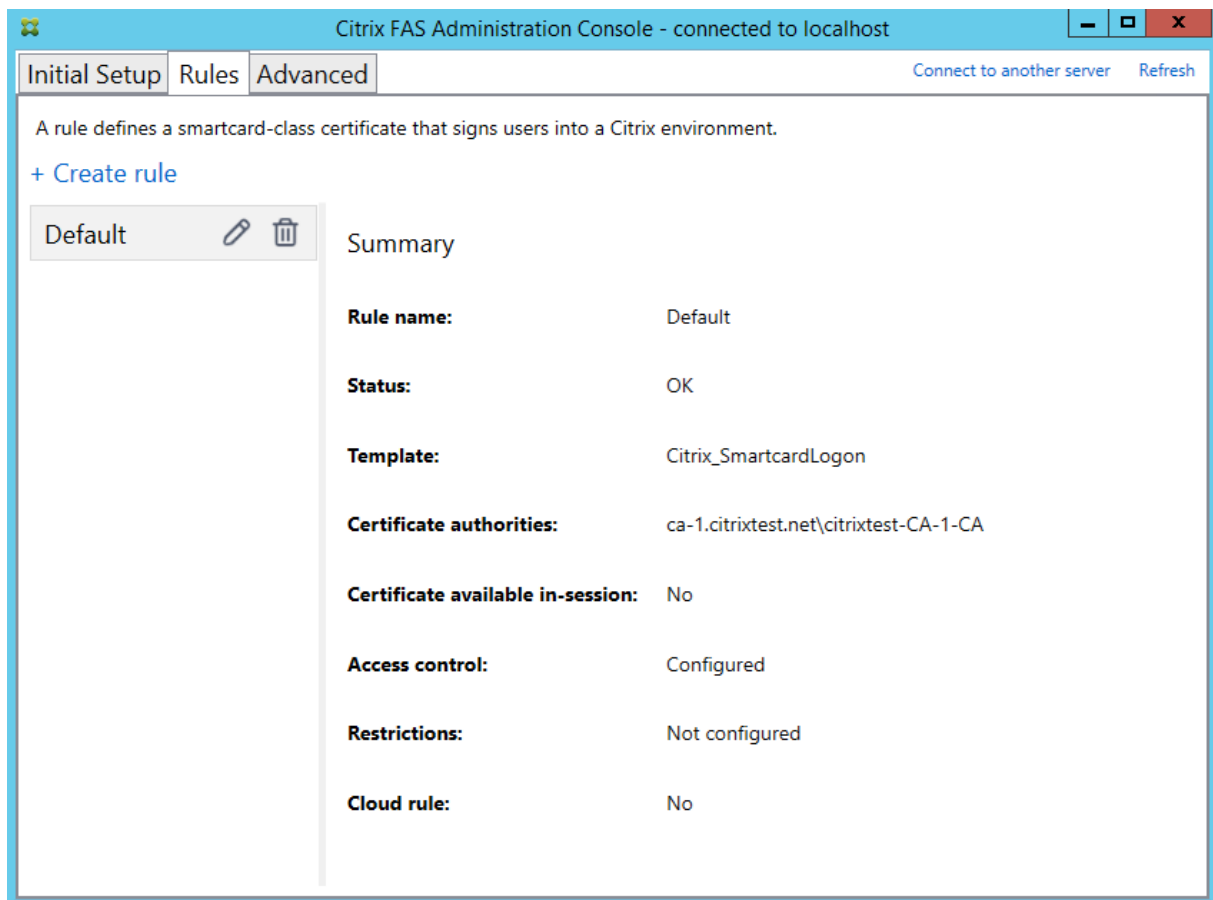 Citrix FAS Administration Console - connected to localhost
Initial Setup Rules Advanced Connect to another server Refresh
A rule defines a smartcard-class certificate that signs users into a Citrix environment.
+ Create rule
Default
Summary
Rule name: Default
Status: OK
Template: Citrix_SmartcardLogon
Certificate authorities: ca-1.citrixtest.net\citrixtest-CA-1-CA
Certificate available in-session: No
Access control: Configured
Restrictions: Not configured
Cloud rule: No